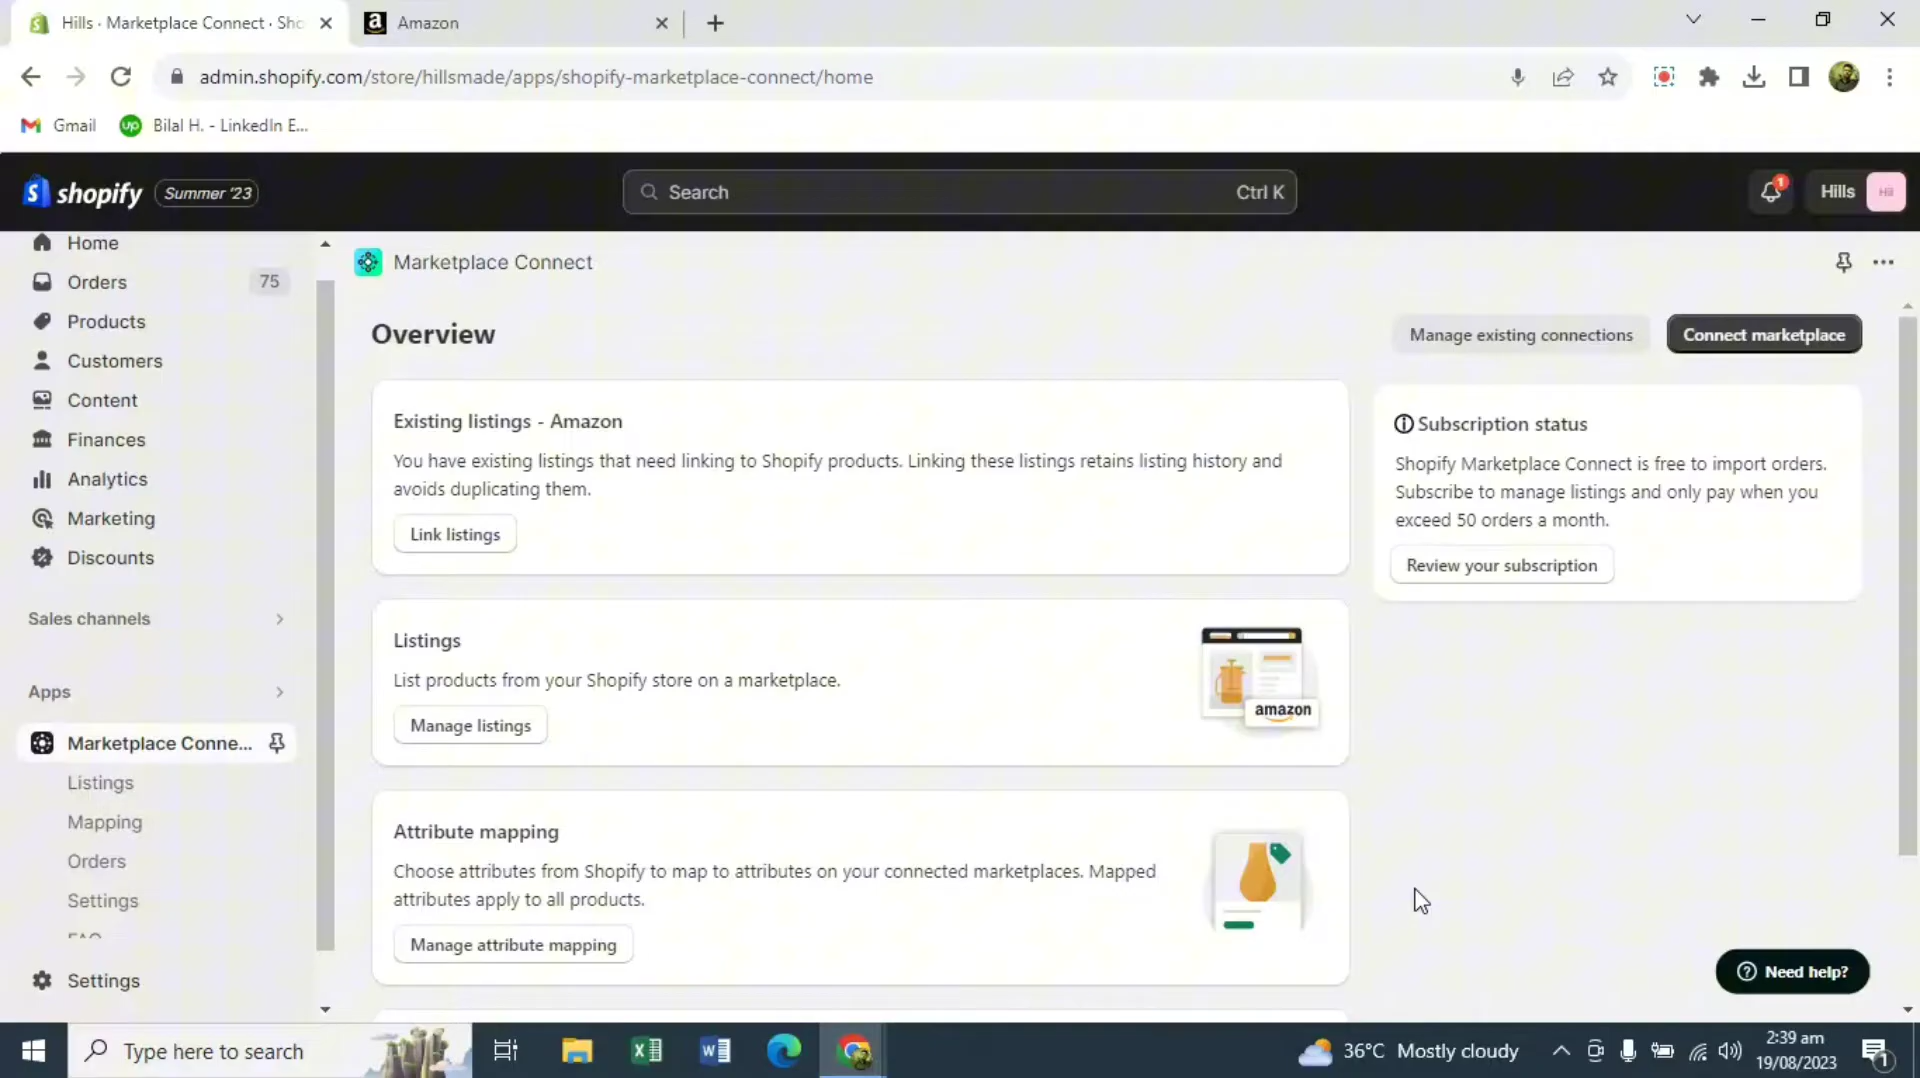 Hills · Marketplace Connect · Sho
Amazon
admin.shopify.com/store/hillsmade/apps/shopify-marketplace-connect/home
Gmail
up
Bilal H. - LinkedIn E...
shopify
Summer '23
Search
Ctrl K
1
Hills
Hil
Home
Orders
75
Products
Customers
Content
Finances
Analytics
Marketing
Discounts
Sales channels
Apps
Marketplace Conne...
Listings
Mapping
Orders
Settings
FAQ
Settings
Marketplace Connect
Overview
Manage existing connections
Connect marketplace
Existing listings - Amazon
You have existing listings that need linking to Shopify products. Linking these listings retains listing history and
avoids duplicating them.
Link listings
Subscription status
Shopify Marketplace Connect is free to import orders.
Subscribe to manage listings and only pay when you
exceed 50 orders a month.
Review your subscription
Listings
List products from your Shopify store on a marketplace.
Manage listings
amazon
Attribute mapping
Choose attributes from Shopify to map to attributes on your connected marketplaces. Mapped
attributes apply to all products.
Manage attribute mapping
Need help?
Type here to search
36°C Mostly cloudy
2:39 am
19/08/2023
1